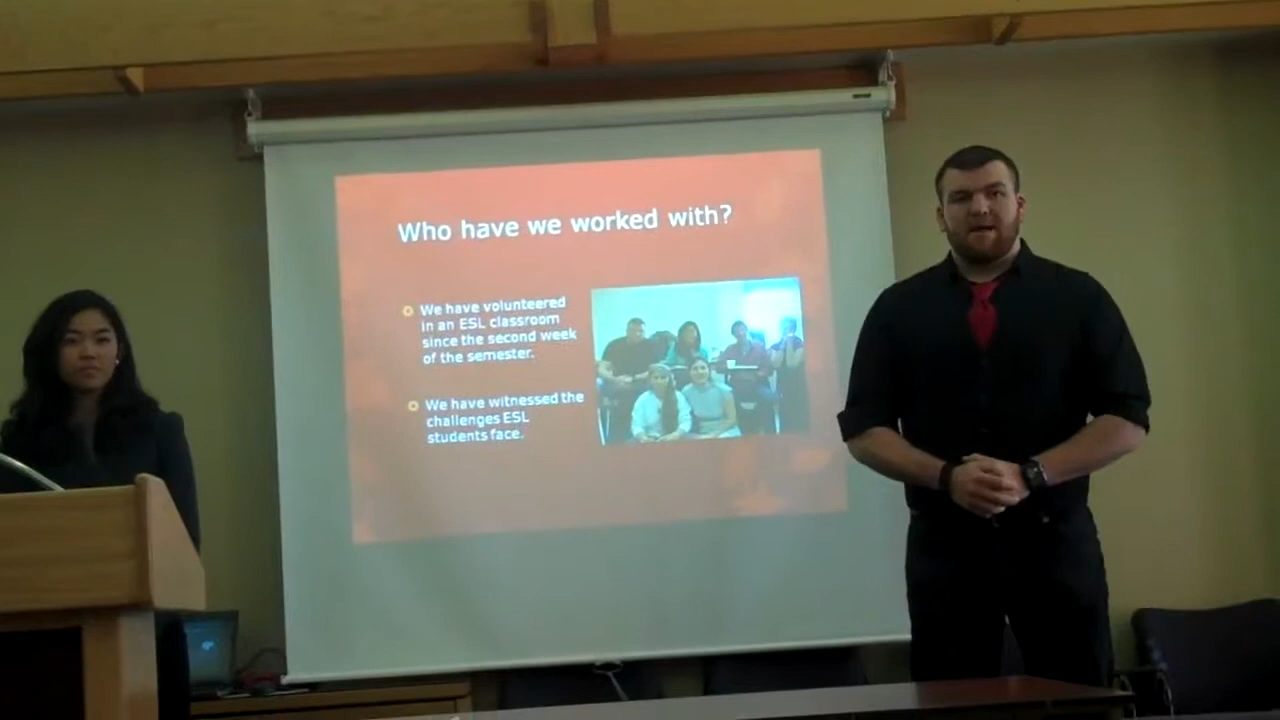 Who have we worked with?
We have volunteered
in an ESL classroom
since the second week
of the semester.
We have witnessed the
challenges ESL
students face.